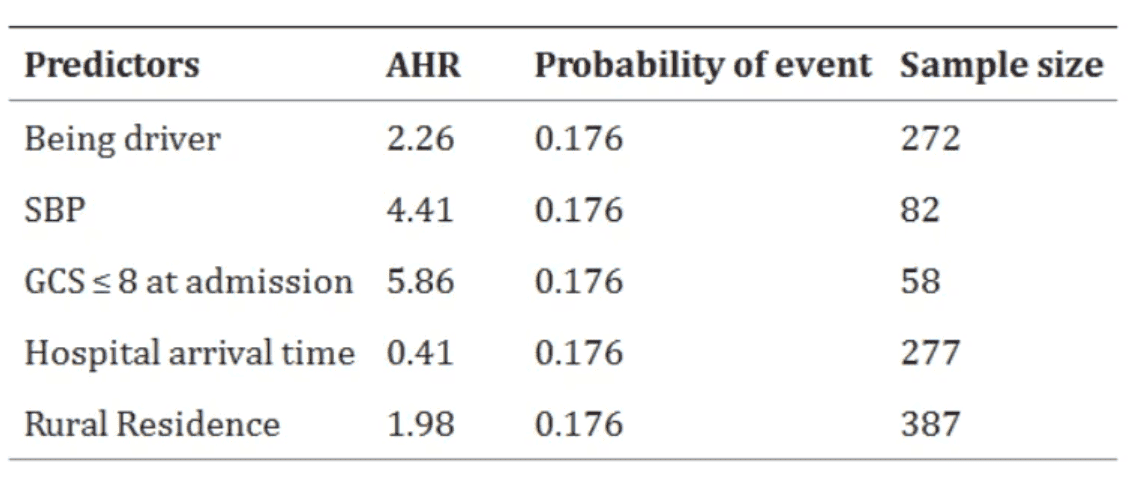 Predictors AHR Probability of event Sample size
Being driver 2.26 0.176 272
SBP 4.41 0.176 82
GCS ≤ 8 at admission 5.86 0.176 58
Hospital arrival time 0.41 0.176 277
Rural Residence 1.98 0.176 387